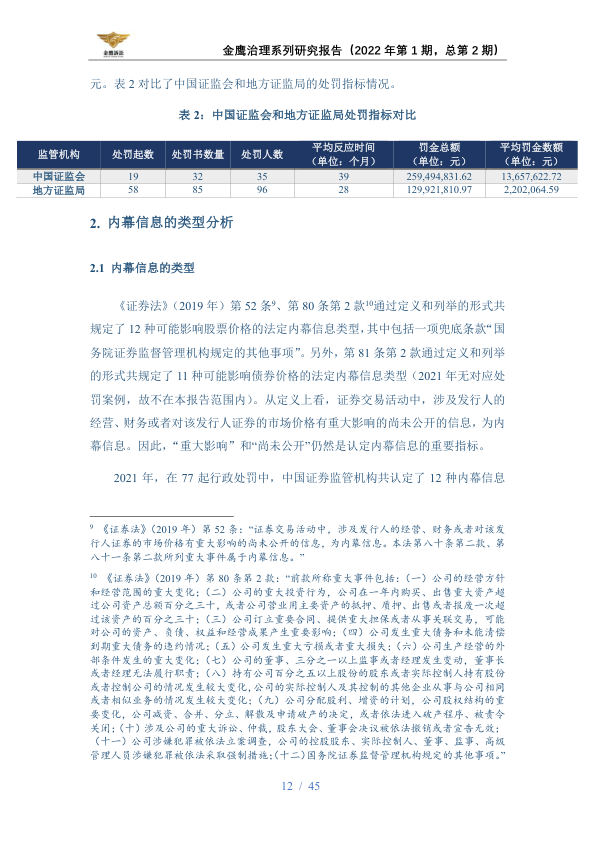 金鹰诉法
金鹰治理系列研究报告（2022 年第 1 期，总第 2 期）
元。表 2 对比了中国证监会和地方证监局的处罚指标情况。
表 2：中国证监会和地方证监局处罚指标对比
监管机构 处罚起数 处罚书数量 处罚人数 平均反应时间（单位：个月） 罚金总额（单位：元） 平均罚金数额（单位：元）
中国证监会 19 32 35 39 259,494,831.62 13,657,622.72
地方证监局 58 85 96 28 129,921,810.97 2,202,064.59
2. 内幕信息的类型分析
2.1 内幕信息的类型
《证券法》（2019 年）第 52 条9、第 80 条第 2 款10通过定义和列举的形式共
规定了 12 种可能影响股票价格的法定内幕信息类型，其中包括一项兜底条款“国
务院证券监督管理机构规定的其他事项”。另外，第 81 条第 2 款通过定义和列举
的形式共规定了 11 种可能影响债券价格的法定内幕信息类型（2021 年无对应处
罚案例，故不在本报告范围内）。从定义上看，证券交易活动中，涉及发行人的
经营、财务或者对该发行人证券的市场价格有重大影响的尚未公开的信息，为内
幕信息。因此，“重大影响”和“尚未公开”仍然是认定内幕信息的重要指标。
2021 年，在 77 起行政处罚中，中国证券监管机构共认定了 12 种内幕信息
9 《证券法》（2019 年）第 52 条：“证券交易活动中，涉及发行人的经营、财务或者对该发
行人证券的市场价格有重大影响的尚未公开的信息，为内幕信息。本法第八十条第二款、第
八十一条第二款所列重大事件属于内幕信息。”
10 《证券法》（2019 年）第 80 条第 2 款：“前款所称重大事件包括：（一）公司的经营方针
和经营范围的重大变化；（二）公司的重大投资行为，公司在一年内购买、出售重大资产超
过公司资产总额百分之三十，或者公司营业用主要资产的抵押、质押、出售或者报废一次超
过该资产的百分之三十；（三）公司订立重要合同、提供重大担保或者从事关联交易，可能
对公司的资产、负债、权益和经营成果产生重要影响；（四）公司发生重大债务和未能清偿
到期重大债务的违约情况；（五）公司发生重大亏损或者重大损失；（六）公司生产经营的外
部条件发生的重大变化；（七）公司的董事、三分之一以上监事或者经理发生变动，董事长
或者经理无法履行职责；（八）持有公司百分之五以上股份的股东或者实际控制人持有股份
或者控制公司的情况发生较大变化，公司的实际控制人及其控制的其他企业从事与公司相同
或者相似业务的情况发生较大变化；（九）公司分配股利、增资的计划，公司股权结构的重
要变化，公司减资、合并、分立、解散及申请破产的决定，或者依法进入破产程序、被责令
关闭；（十）涉及公司的重大诉讼、仲裁，股东大会、董事会决议被依法撤销或者宣告无效；
（十一）公司涉嫌犯罪被依法立案调查，公司的控股股东、实际控制人、董事、监事、高级
管理人员涉嫌犯罪被依法采取强制措施；（十二）国务院证券监督管理机构规定的其他事项。”
12 / 45